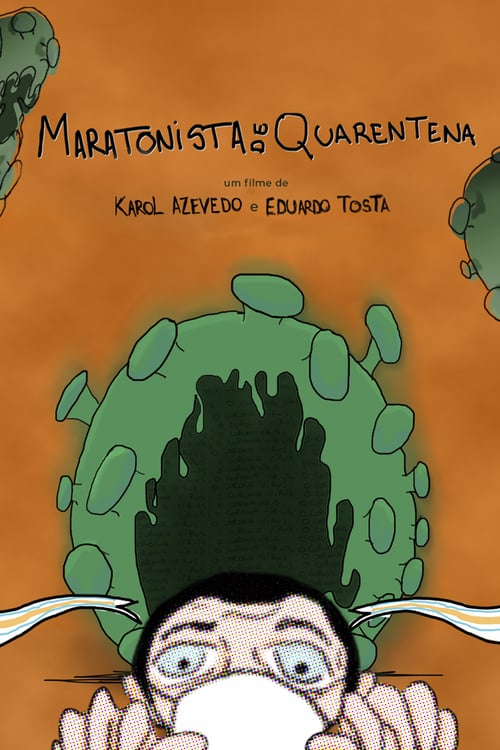 MARATONISTA DE QUARENTENA
um filme de
KAROL AZEVEDO e EDUARDO TOSTA